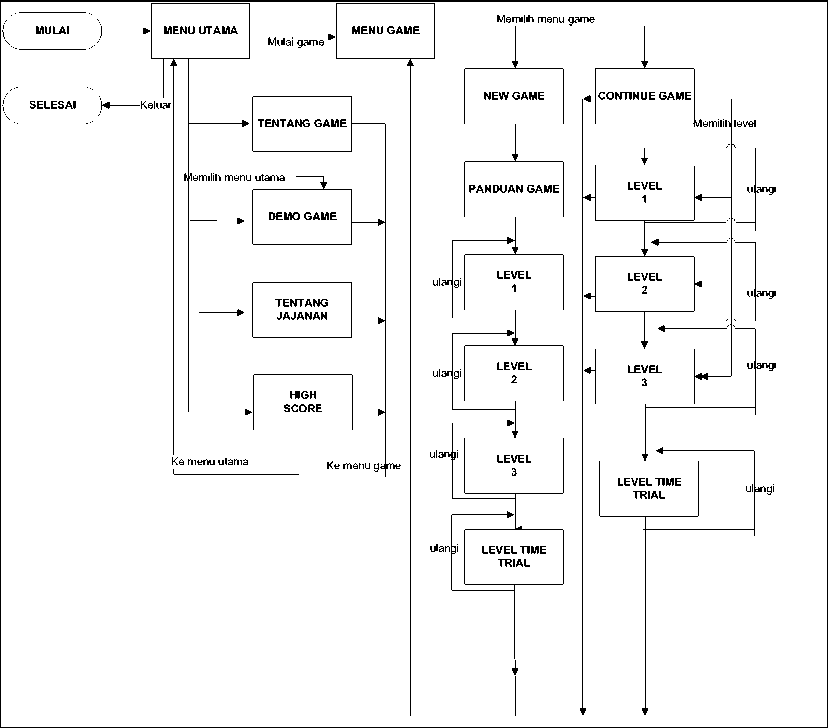 Memilih menu game
MULAI
MENU UTAMA
Mulai game
MENU GAME
SELESAI
Keluar
TENTANG GAME
NEW GAME
CONTINUE GAME
Memilih level
Memilih menu utama
DEMO GAME
PANDUAN GAME
LEVEL
1
ulangi
TENTANG
JAJANAN
ulangi
LEVEL
1
LEVEL
2
ulangi
HIGH
SCORE
ulangi
LEVEL
2
LEVEL
3
ulangi
Ke menu utama
Ke menu game
ulangi
LEVEL
3
LEVEL TIME
TRIAL
ulangi
ulangi
LEVEL TIME
TRIAL